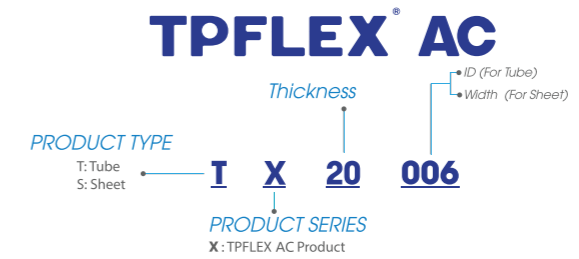 TPFLEX® AC
ID (For Tube)
Thickness
Width (For Sheet)
PRODUCT TYPE
T: Tube
S: Sheet
T X 20 006
PRODUCT SERIES
X : TPFLEX AC Product